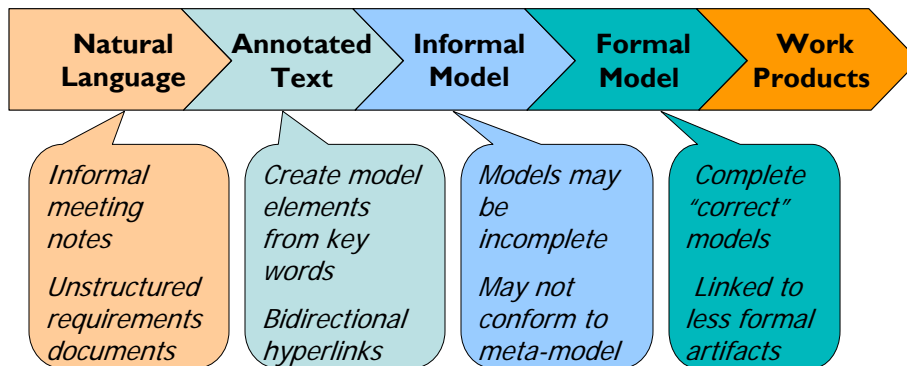 Natural
Language
Annotated
Text
Informal
Model
Formal
Model
Work
Products
Informal
meeting
notes
Unstructured
requirements
documents
Create model
elements
from key
words
Bidirectional
hyperlinks
Models may
be
incomplete
May not
conform to
meta-model
Complete
“correct”
models
Linked to
less formal
artifacts